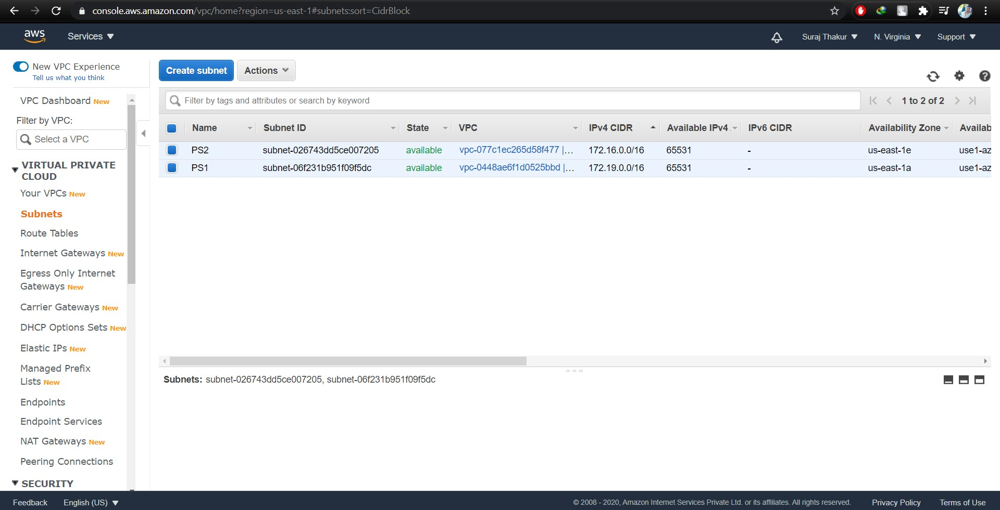 console.aws.amazon.com/vpc/home?region=us-east-1#subnets:sort=CidrBlock
aws Services Suraj Thakur N. Virginia Support
New VPC Experience
Tell us what you think
Create subnet Actions
VPC Dashboard New
Filter by VPC:
Select a VPC
VIRTUAL PRIVATE
CLOUD
Your VPCs New
Subnets
Route Tables
Internet Gateways New
Egress Only Internet
Gateways New
Carrier Gateways New
DHCP Options Sets New
Elastic IPs New
Managed Prefix
Lists New
Endpoints
Endpoint Services
NAT Gateways New
Peering Connections
SECURITY
Filter by tags and attributes or search by keyword 1 to 2 of 2
Name Subnet ID State VPC IPv4 CIDR Available IPv4 IPv6 CIDR Availability Zone Availab
PS2 subnet-026743dd5ce007205 available vpc-077c1ec265d58f477 |... 172.16.0.0/16 65531 - us-east-1e use1-az
PS1 subnet-06f231b951f09f5dc available vpc-0448ae6f1d0525bbd |... 172.19.0.0/16 65531 - us-east-1a use1-az
Subnets: subnet-026743dd5ce007205, subnet-06f231b951f09f5dc
Feedback English (US) © 2008 - 2020, Amazon Internet Services Private Ltd. or its affiliates. All rights reserved. Privacy Policy Terms of Use